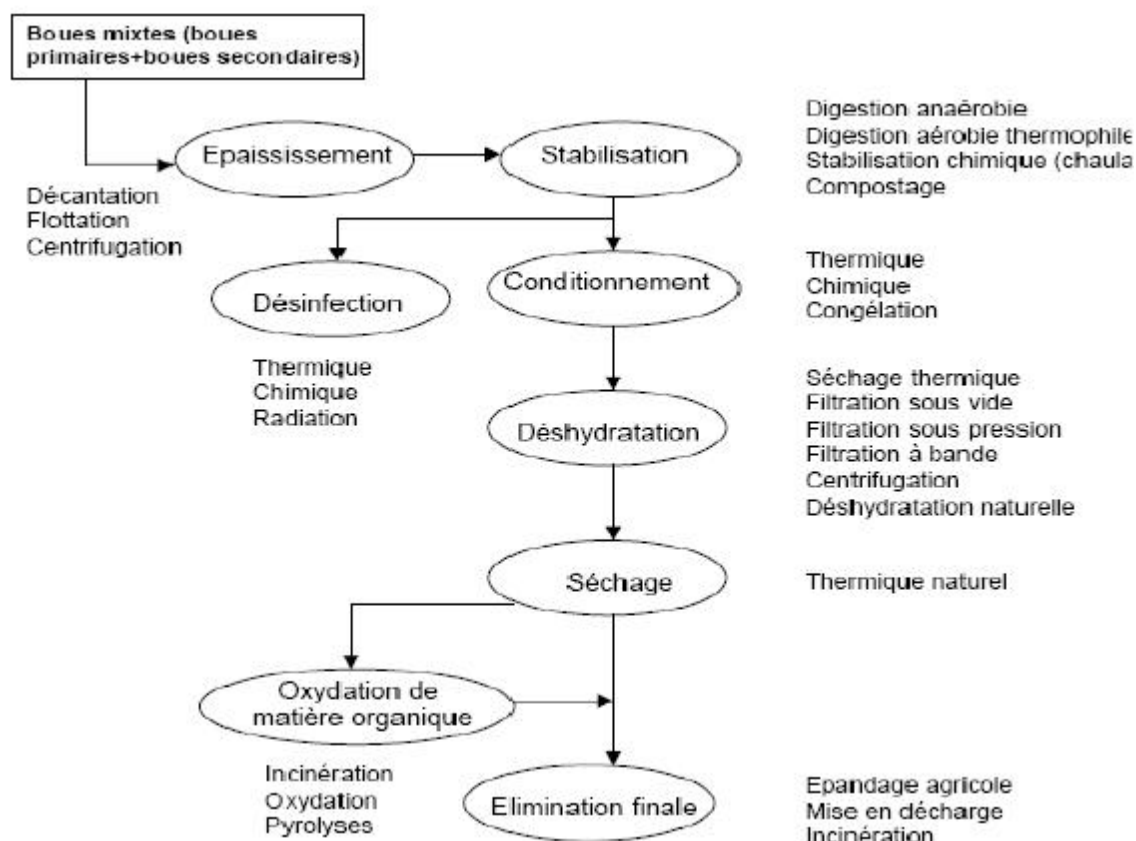 Boues mixtes (boues
primaires+boues secondaires)
Epaississement
Stabilisation
Digestion anaérobie
Digestion aérobie thermophile
Stabilisation chimique (chaula
Compostage
Décantation
Flottation
Centrifugation
Désinfection
Conditionnement
Thermique
Chimique
Congélation
Thermique
Chimique
Radiation
Déshydratation
Séchage thermique
Filtration sous vide
Filtration sous pression
Filtration à bande
Centrifugation
Déshydratation naturelle
Séchage
Thermique naturel
Oxydation de
matière organique
Incinération
Oxydation
Pyrolyses
Elimination finale
Epandage agricole
Mise en décharge
Incinération